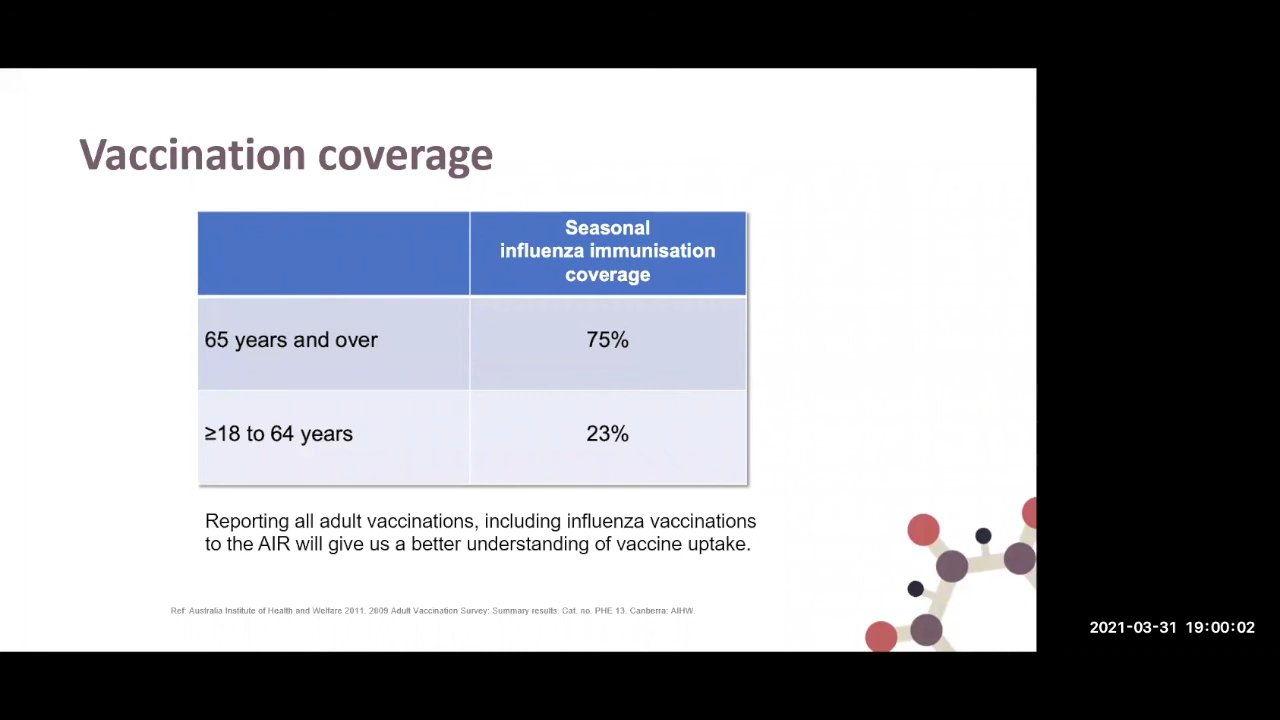 Vaccination coverage
Seasonal
influenza immunisation
coverage
65 years and over
75%
≥18 to 64 years
23%
Reporting all adult vaccinations, including influenza vaccinations
to the AIR will give us a better understanding of vaccine uptake.
Ref: Australia Institute of Health and Welfare 2011. 2009 Adult Vaccination Survey: Summary results. Cat. no. PHE 13. Canberra: AIHW.
2021-03-31 19:00:02